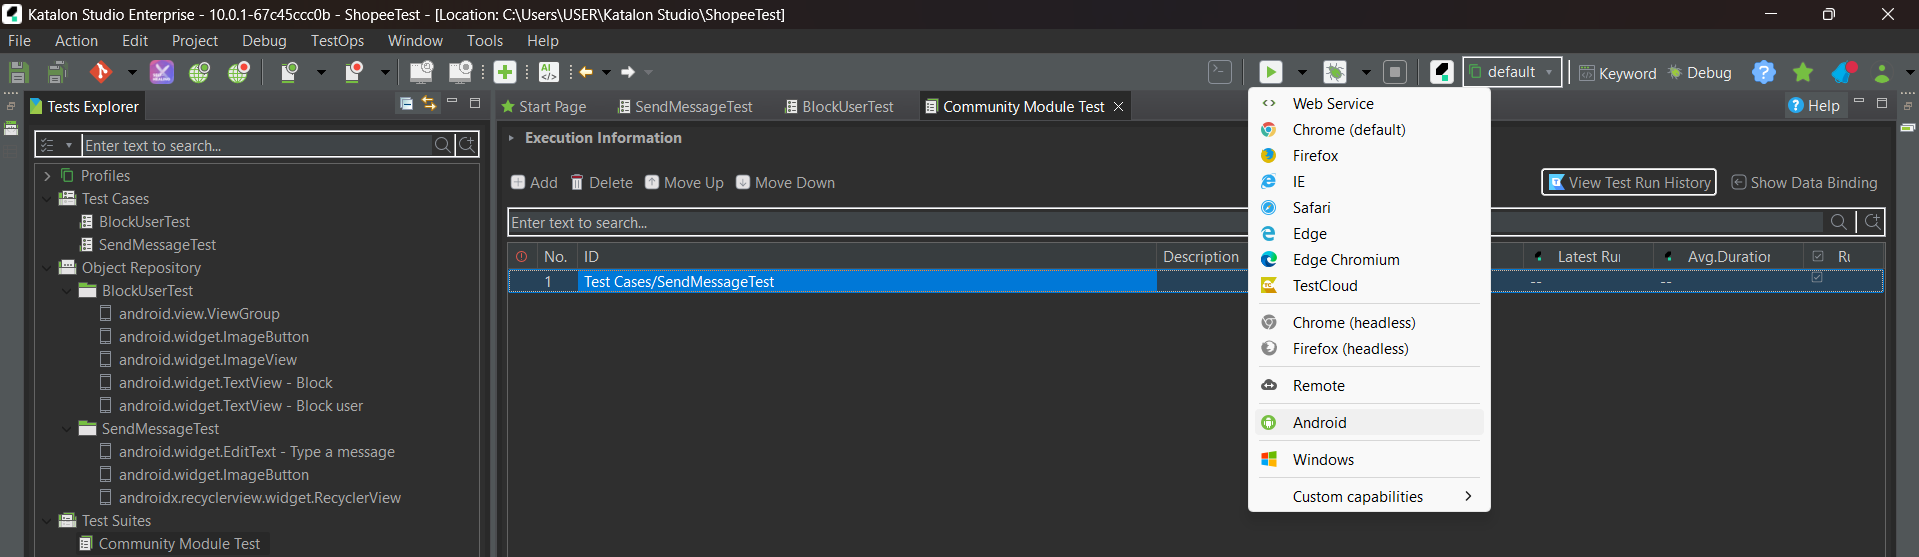 Katalon Studio Enterprise - 10.0.1-67c45ccc0b - ShopeeTest - [Location: C:\Users\USER\Katalon Studio\ShopeeTest]
File Action Edit Project Debug TestOps Window Tools Help
default Keyword Debug
Tests Explorer
Start Page SendMessageTest BlockUserTest Community Module Test Help
Enter text to search...
Profiles
Test Cases
BlockUserTest
SendMessageTest
Object Repository
BlockUserTest
android.view.ViewGroup
android.widget.ImageButton
android.widget.ImageView
android.widget.TextView - Block
android.widget.TextView - Block user
SendMessageTest
android.widget.EditText - Type a message
android.widget.ImageButton
androidx.recyclerview.widget.RecyclerView
Test Suites
Community Module Test
Execution Information
Add Delete Move Up Move Down View Test Run History Show Data Binding
Enter text to search...
No. ID Description Latest Ru Avg.Duratior Ru
1 Test Cases/SendMessageTest -- --
Web Service
Chrome (default)
Firefox
IE
Safari
Edge
Edge Chromium
TestCloud
Chrome (headless)
Firefox (headless)
Remote
Android
Windows
Custom capabilities